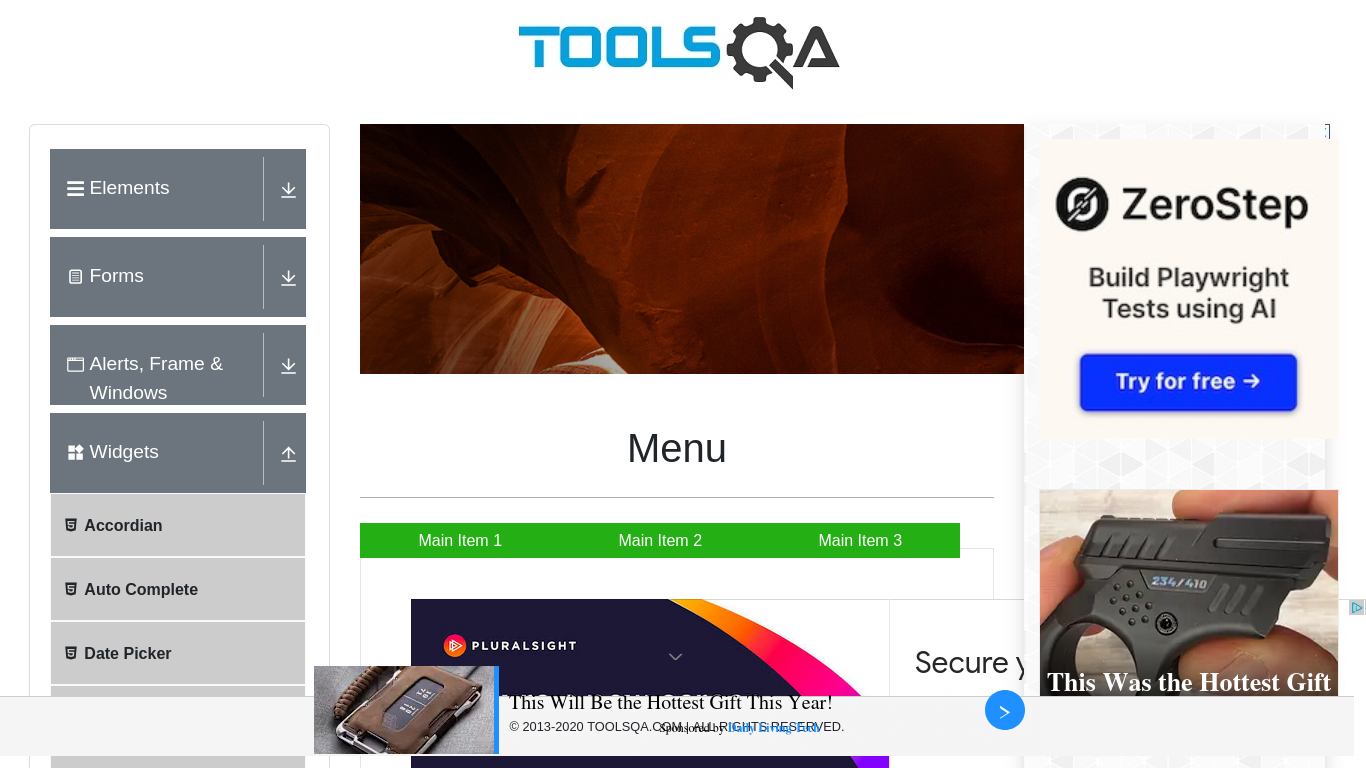 TOOLSQA
Elements
Forms
Alerts, Frame &
Windows
Widgets
Accordian
Auto Complete
Date Picker
Menu
Main Item 1
Main Item 2
Main Item 3
PLURALSIGHT
Secure
ZeroStep
Build Playwright
Tests using AI
Try for free →
234/410
This Was the Hottest Gift
This Will Be the Hottest Gift This Year!
© 2013-2020 TOOLSQA.COM | ALL RIGHTS RESERVED.
Sponsored by Daily Living Tech